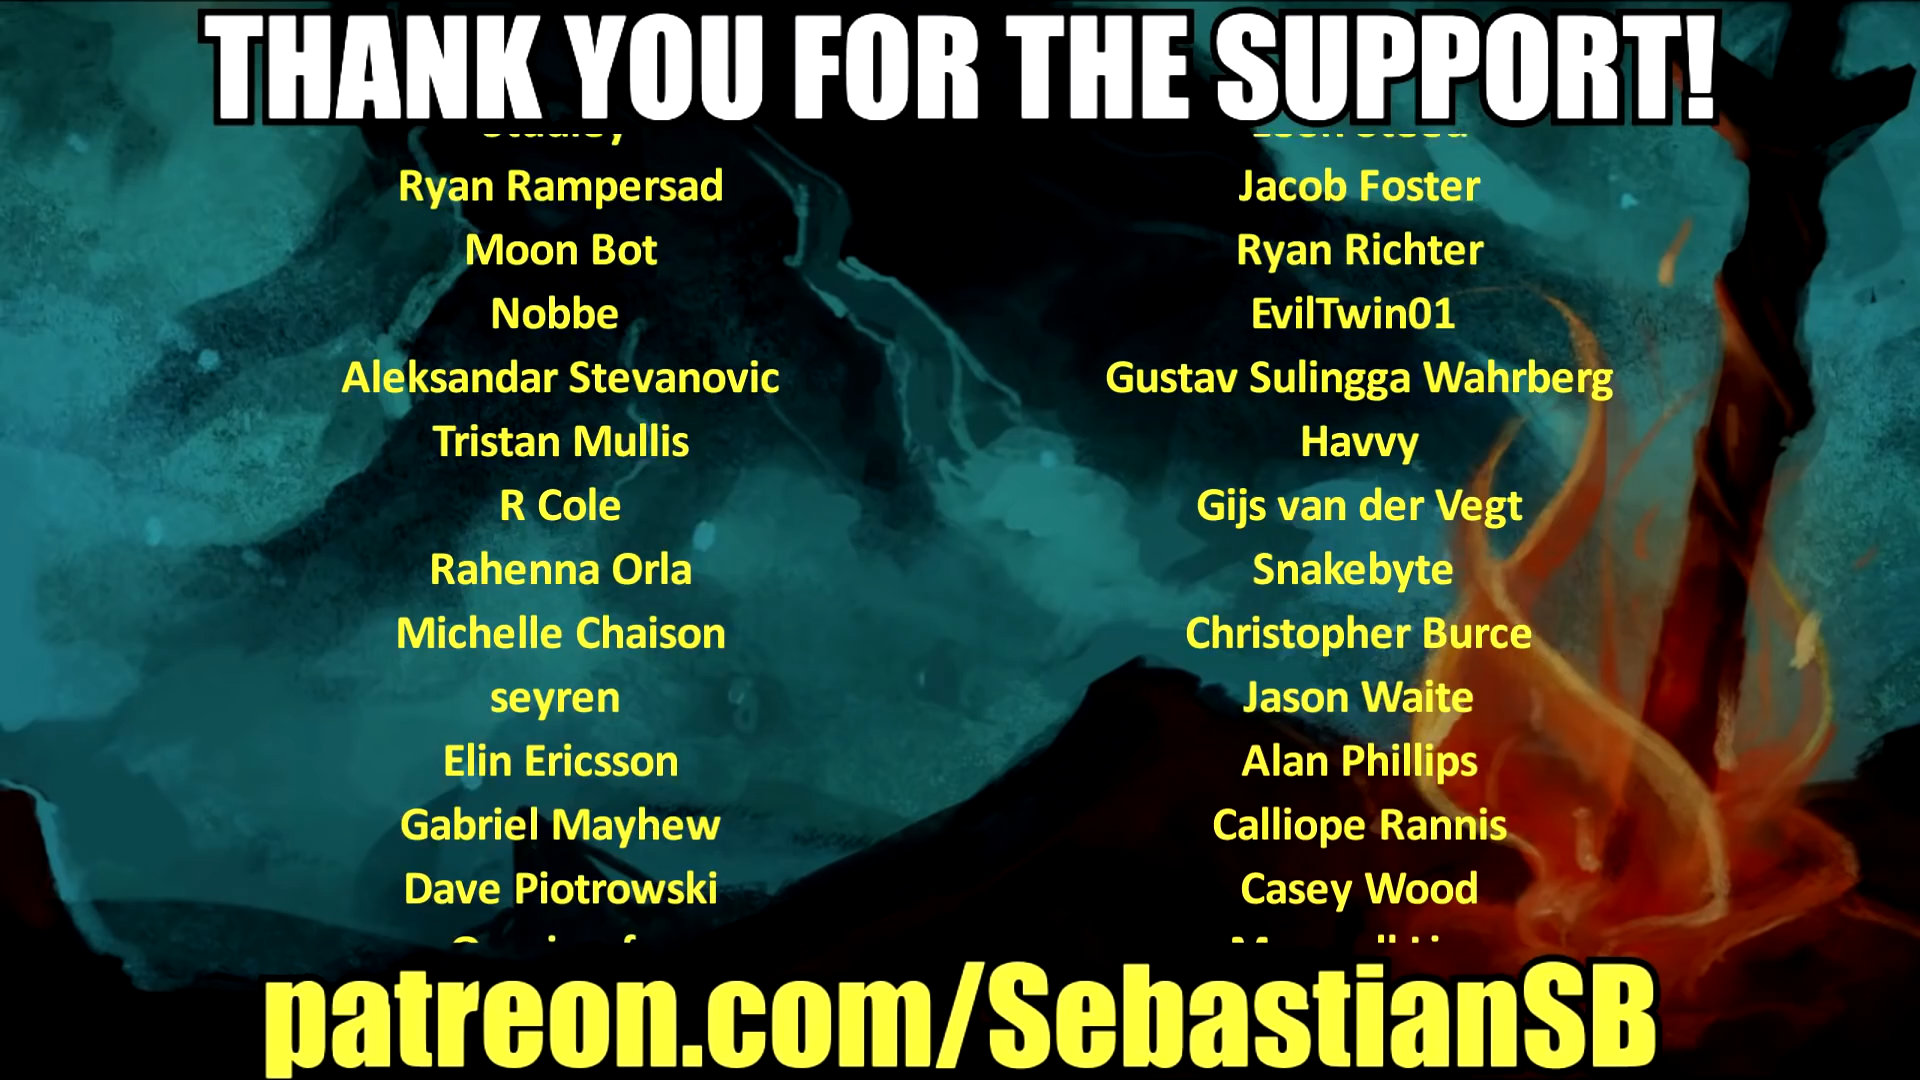 THANK YOU FOR THE SUPPORT!
Ryan Rampersad
Moon Bot
Nobbe
Aleksandar Stevanovic
Tristan Mullis
R Cole
Rahenna Orla
Michelle Chaison
seyren
Elin Ericsson
Gabriel Mayhew
Dave Piotrowski
Jacob Foster
Ryan Richter
EvilTwin01
Gustav Sulingga Wahrberg
Havvy
Gijs van der Vegt
Snakebyte
Christopher Burce
Jason Waite
Alan Phillips
Calliope Rannis
Casey Wood
patreon.com/SebastianSB